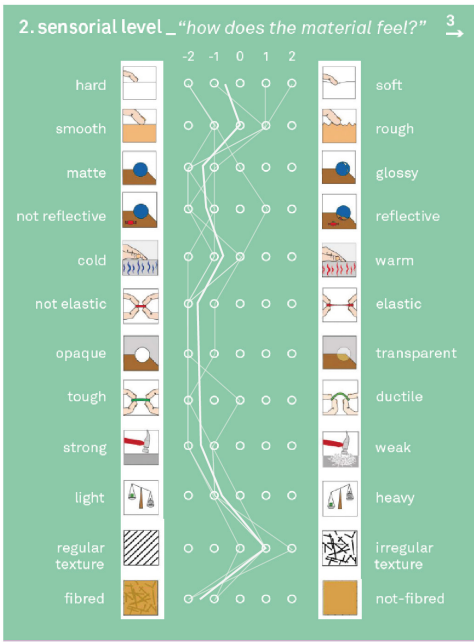 2. sensorial level _ “how does the material feel?” 3
-2 -1 0 1 2
hard soft
smooth rough
matte glossy
not reflective reflective
cold warm
not elastic elastic
opaque transparent
tough ductile
strong weak
light heavy
regular irregular
texture texture
fibred not-fibred